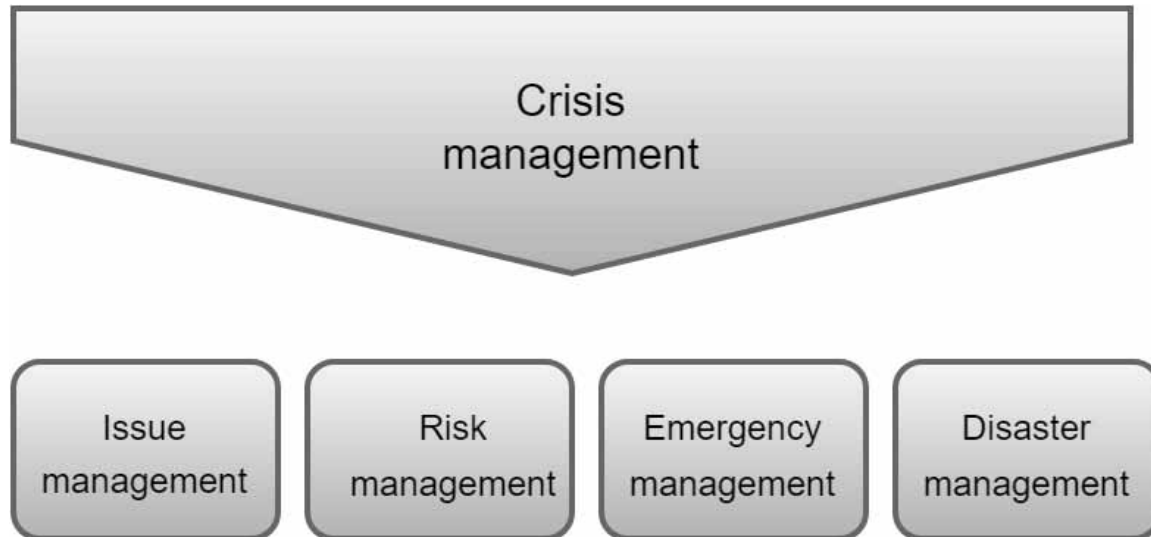 Crisis
management
Issue
management
Risk
management
Emergency
management
Disaster
management